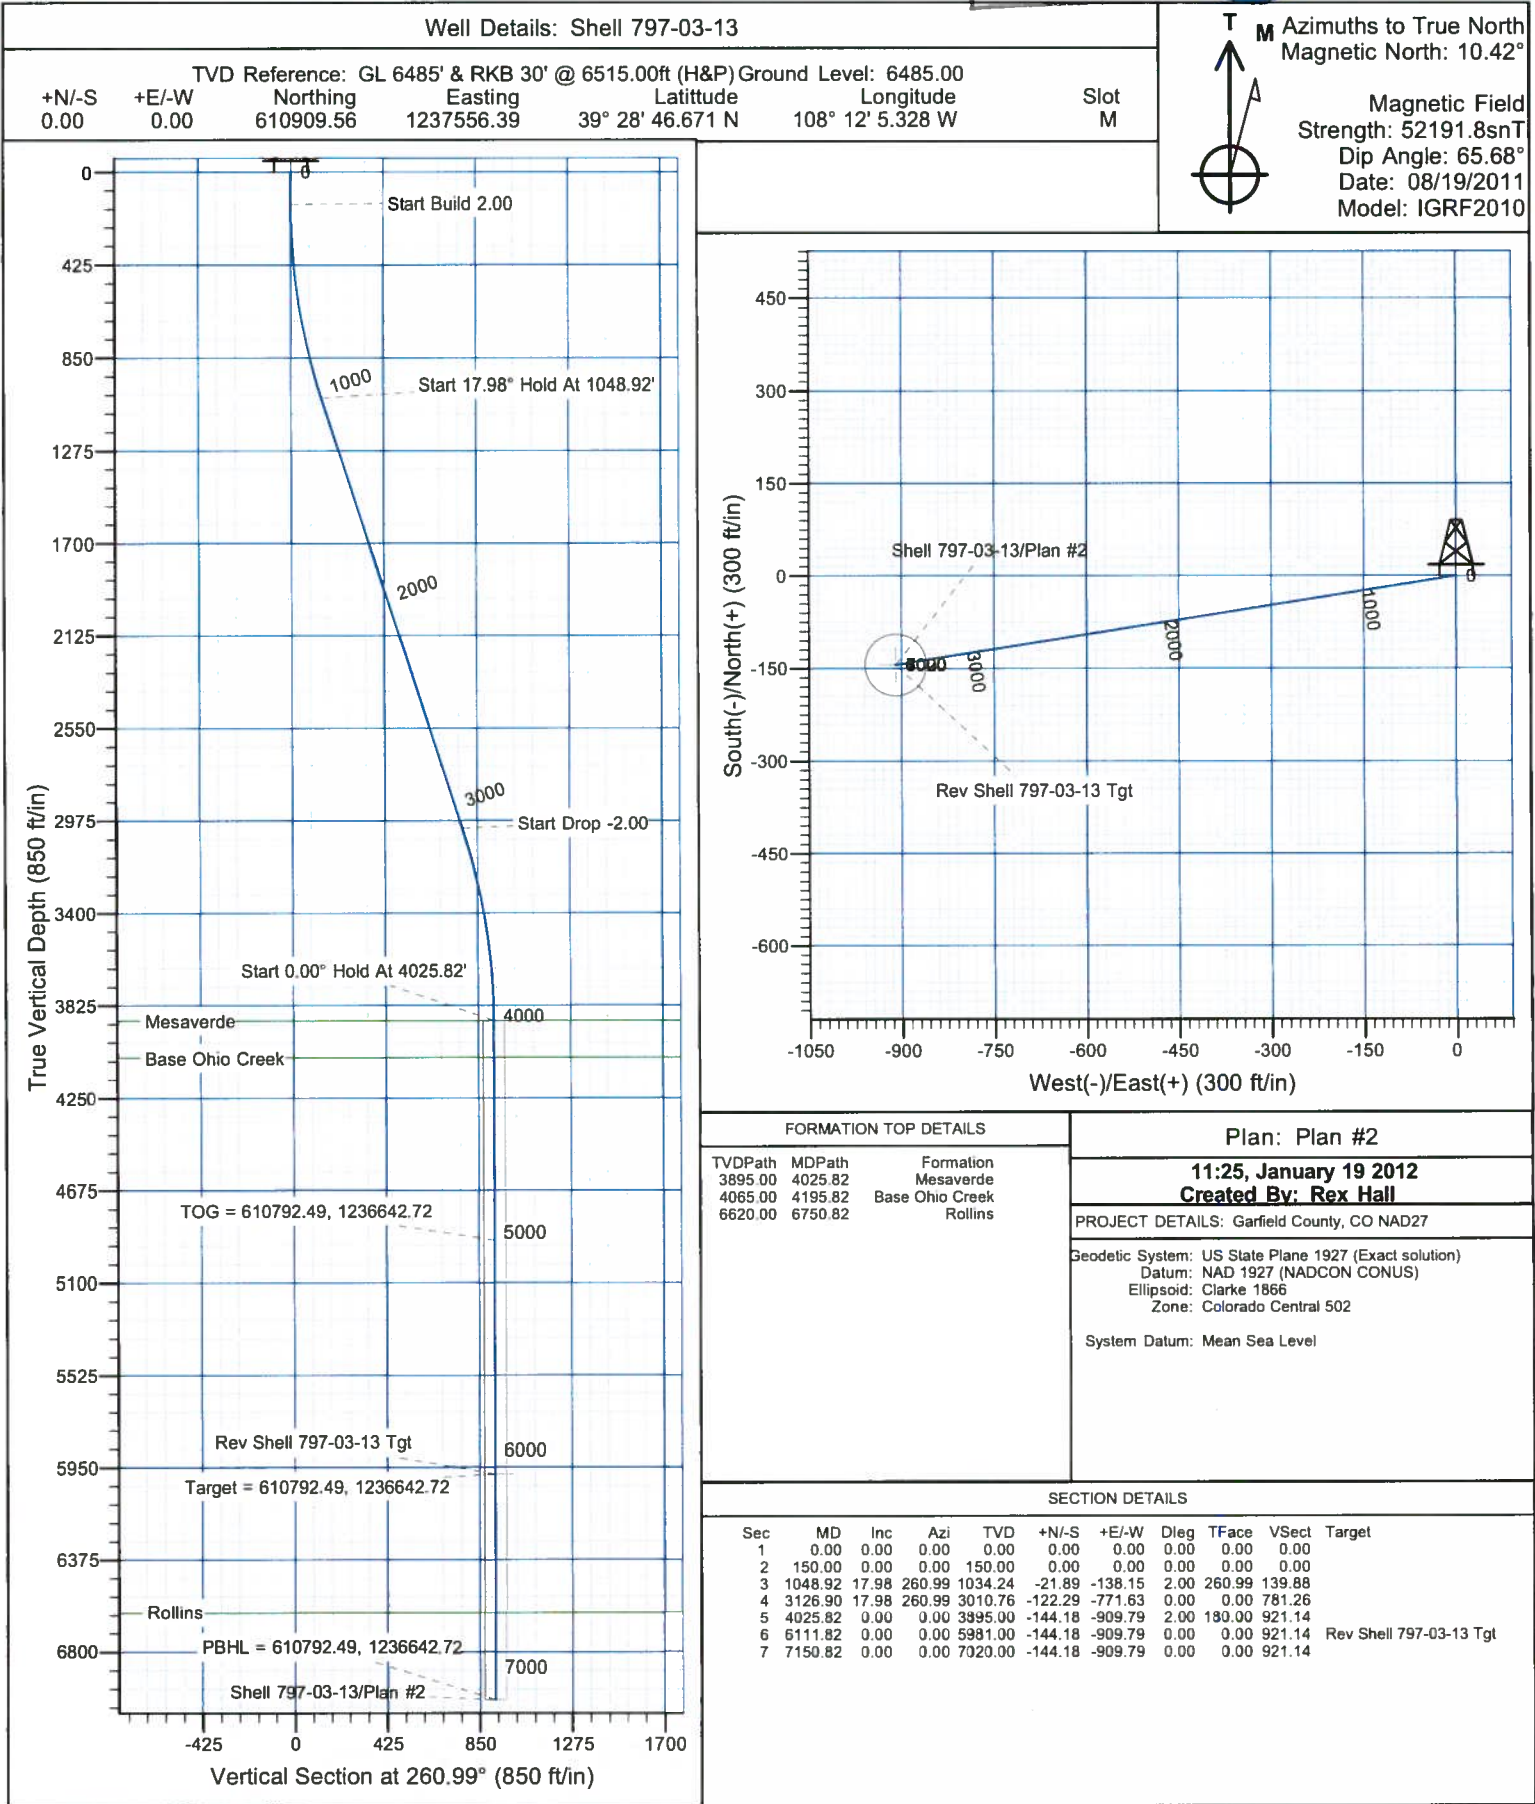 Well Details: Shell 797-03-13
TVD Reference: GL 6485' & RKB 30' @ 6515.00ft (H&P) Ground Level: 6485.00
+N/-S +E/-W Northing Easting Latittude Longitude Slot
0.00 0.00 610909.56 1237556.39 39° 28' 46.671 N 108° 12' 5.328 W M
T M Azimuths to True North
Magnetic North: 10.42°
Magnetic Field
Strength: 52191.8snT
Dip Angle: 65.68°
Date: 08/19/2011
Model: IGRF2010
True Vertical Depth (850 ft/in)
0
425
850
1275
1700
2125
2550
2975
3400
3825
4250
4675
5100
5525
5950
6375
6800
0
Start Build 2.00
1000
Start 17.98° Hold At 1048.92'
2000
3000
Start Drop -2.00
Start 0.00° Hold At 4025.82'
4000
Mesaverde
Base Ohio Creek
TOG = 610792.49, 1236642.72
5000
Rev Shell 797-03-13 Tgt
6000
Target = 610792.49, 1236642.72
Rollins
PBHL = 610792.49, 1236642.72
7000
Shell 797-03-13/Plan #2
-425 0 425 850 1275 1700
Vertical Section at 260.99° (850 ft/in)
South(-)/North(+) (300 ft/in)
450
300
150
0
-150
-300
-450
-600
Shell 797-03-13/Plan #2
0
1000
2000
3000
Rev Shell 797-03-13 Tgt
-1050 -900 -750 -600 -450 -300 -150 0
West(-)/East(+) (300 ft/in)
FORMATION TOP DETAILS
TVDPath MDPath Formation
3895.00 4025.82 Mesaverde
4065.00 4195.82 Base Ohio Creek
6620.00 6750.82 Rollins
Plan: Plan #2
11:25, January 19 2012
Created By: Rex Hall
PROJECT DETAILS: Garfield County, CO NAD27
Geodetic System: US State Plane 1927 (Exact solution)
Datum: NAD 1927 (NADCON CONUS)
Ellipsoid: Clarke 1866
Zone: Colorado Central 502
System Datum: Mean Sea Level
SECTION DETAILS
Sec MD Inc Azi TVD +N/-S +E/-W Dleg TFace VSect Target
1 0.00 0.00 0.00 0.00 0.00 0.00 0.00 0.00 0.00
2 150.00 0.00 0.00 150.00 0.00 0.00 0.00 0.00 0.00
3 1048.92 17.98 260.99 1034.24 -21.89 -138.15 2.00 260.99 139.88
4 3126.90 17.98 260.99 3010.76 -122.29 -771.63 0.00 0.00 781.26
5 4025.82 0.00 0.00 3895.00 -144.18 -909.79 2.00 180.00 921.14
6 6111.82 0.00 0.00 5981.00 -144.18 -909.79 0.00 0.00 921.14 Rev Shell 797-03-13 Tgt
7 7150.82 0.00 0.00 7020.00 -144.18 -909.79 0.00 0.00 921.14